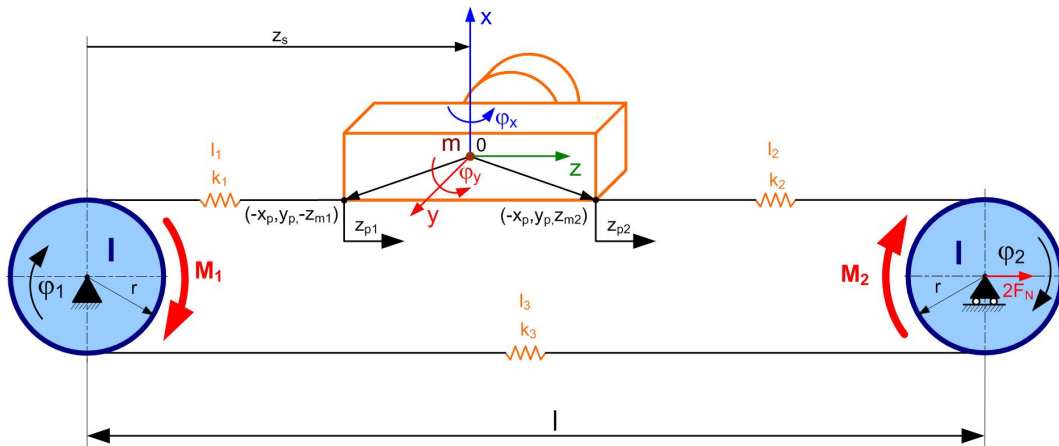 x
z_s
φ_x
m 0
l_1
k_1
z
l_2
k_2
φ_y
(-x_p,y_p,-z_m1)
y
(-x_p,y_p,z_m2)
z_p1
z_p2
φ_1
I
r
M_1
M_2
I
φ_2
r
2F_N
l_3
k_3
l